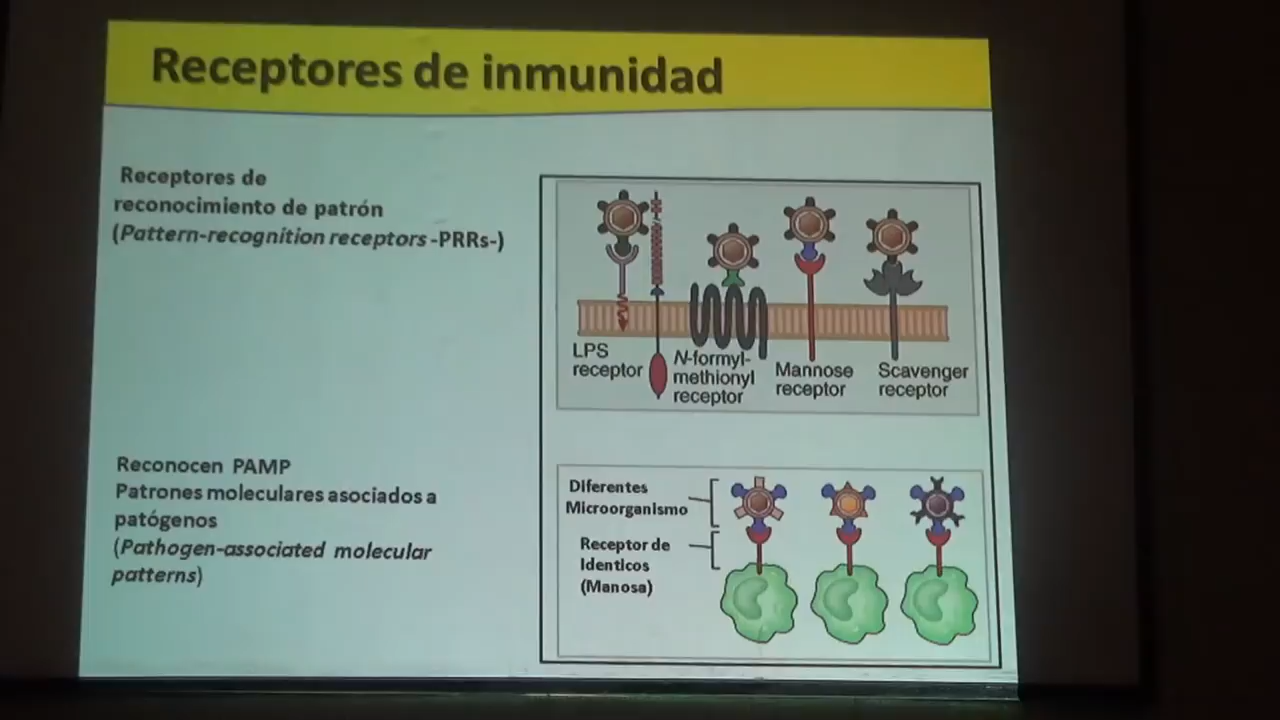 Receptores de inmunidad
Receptores de
reconocimiento de patrón
(Pattern-recognition receptors -PRRs-)
LPS
receptor
N-formyl-
methionyl
receptor
Mannose
receptor
Scavenger
receptor
Reconocen PAMP
Patrones moleculares asociados a
patógenos
(Pathogen-associated molecular
patterns)
Diferentes
Microorganismo
Receptor de
Identicos
(Manosa)